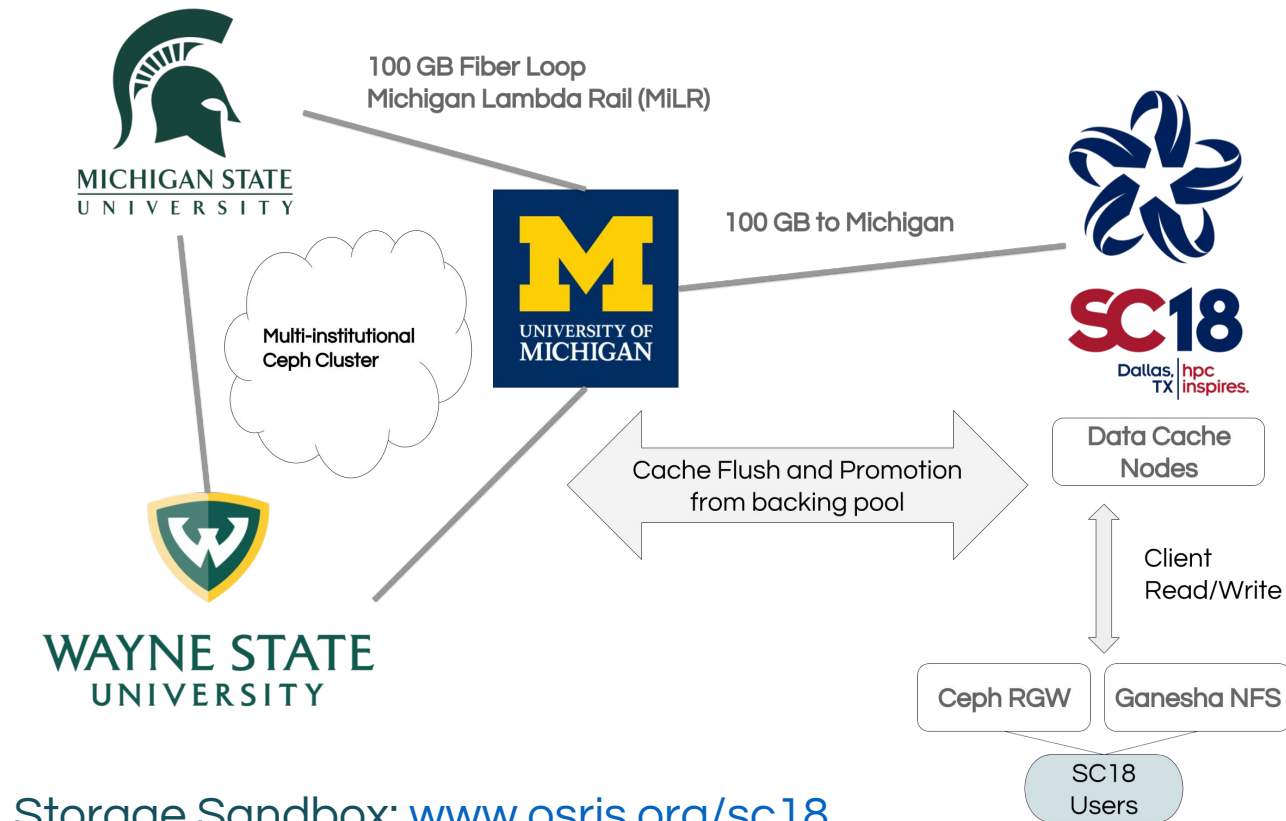 100 GB Fiber Loop
Michigan Lambda Rail (MiLR)
MICHIGAN STATE
UNIVERSITY
100 GB to Michigan
M
UNIVERSITY OF
MICHIGAN
Multi-institutional
Ceph Cluster
SC18
Dallas, hpc
TX inspires.
Data Cache
Nodes
Cache Flush and Promotion
from backing pool
Client
Read/Write
W
WAYNE STATE
UNIVERSITY
Ceph RGW
Ganesha NFS
SC18
Users
Storage Sandbox: www.osris.org/sc18